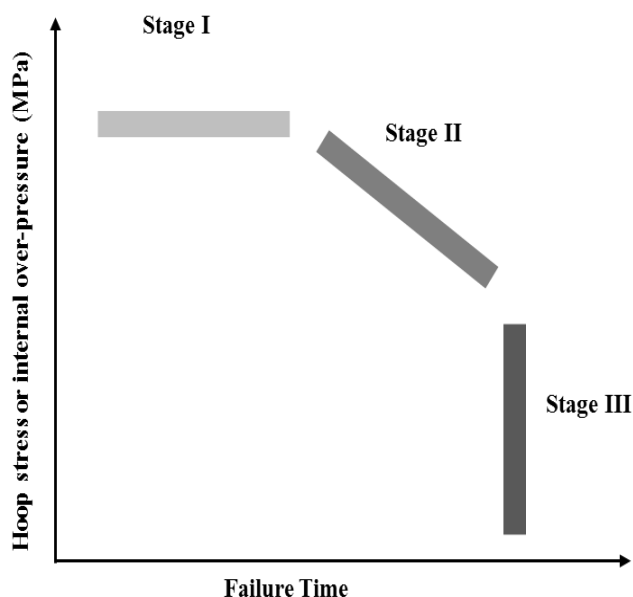 Stage I
Stage II
Stage III
Hoop stress or internal over-pressure (MPa)
Failure Time